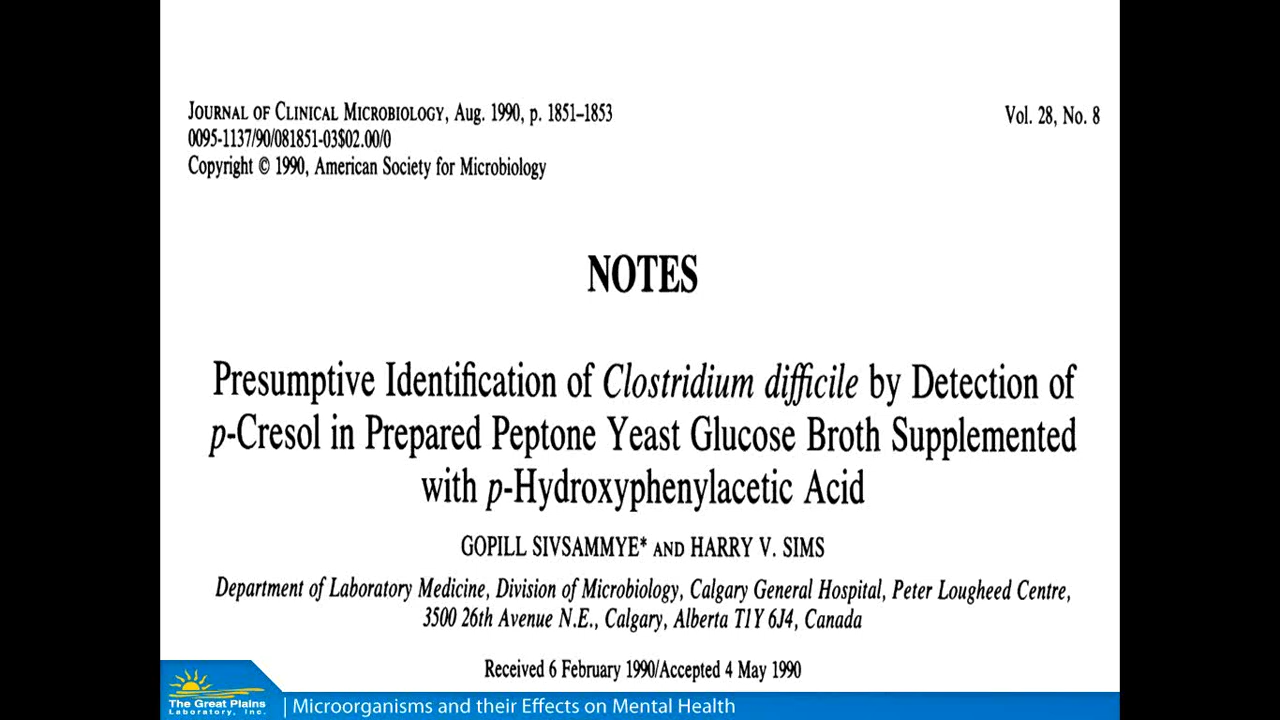 JOURNAL OF CLINICAL MICROBIOLOGY, Aug. 1990, p. 1851–1853
Vol. 28, No. 8
0095-1137/90/081851-03$02.00/0
Copyright © 1990, American Society for Microbiology
NOTES
Presumptive Identification of Clostridium difficile by Detection of
p-Cresol in Prepared Peptone Yeast Glucose Broth Supplemented
with p-Hydroxyphenylacetic Acid
GOPILL SIVSAMMYE* AND HARRY V. SIMS
Department of Laboratory Medicine, Division of Microbiology, Calgary General Hospital, Peter Lougheed Centre,
3500 26th Avenue N.E., Calgary, Alberta T1Y 6J4, Canada
Received 6 February 1990/Accepted 4 May 1990
The Great Plains
Laboratory, Inc.
| Microorganisms and their Effects on Mental Health